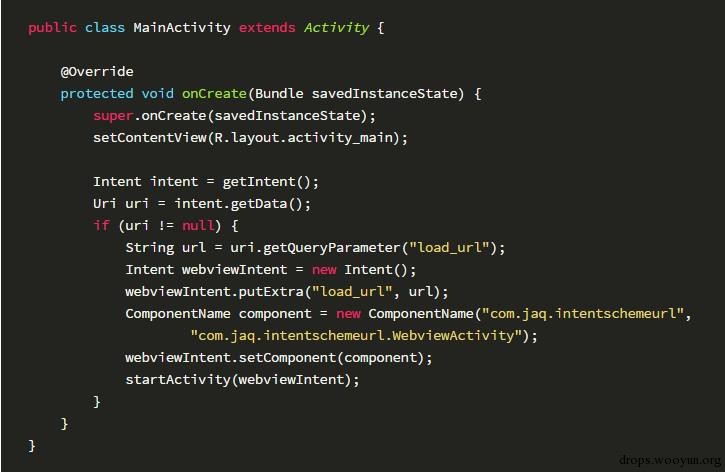 public class MainActivity extends Activity {
@Override
protected void onCreate(Bundle savedInstanceState) {
super.onCreate(savedInstanceState);
setContentView(R.layout.activity_main);
Intent intent = getIntent();
Uri uri = intent.getData();
if (uri != null) {
String url = uri.getQueryParameter("load_url");
Intent webviewIntent = new Intent();
webviewIntent.putExtra("load_url", url);
ComponentName component = new ComponentName("com.jaq.intentschemeurl",
"com.jaq.intentschemeurl.WebviewActivity");
webviewIntent.setComponent(component);
startActivity(webviewIntent);
}
}
}
drops.wooyun.org